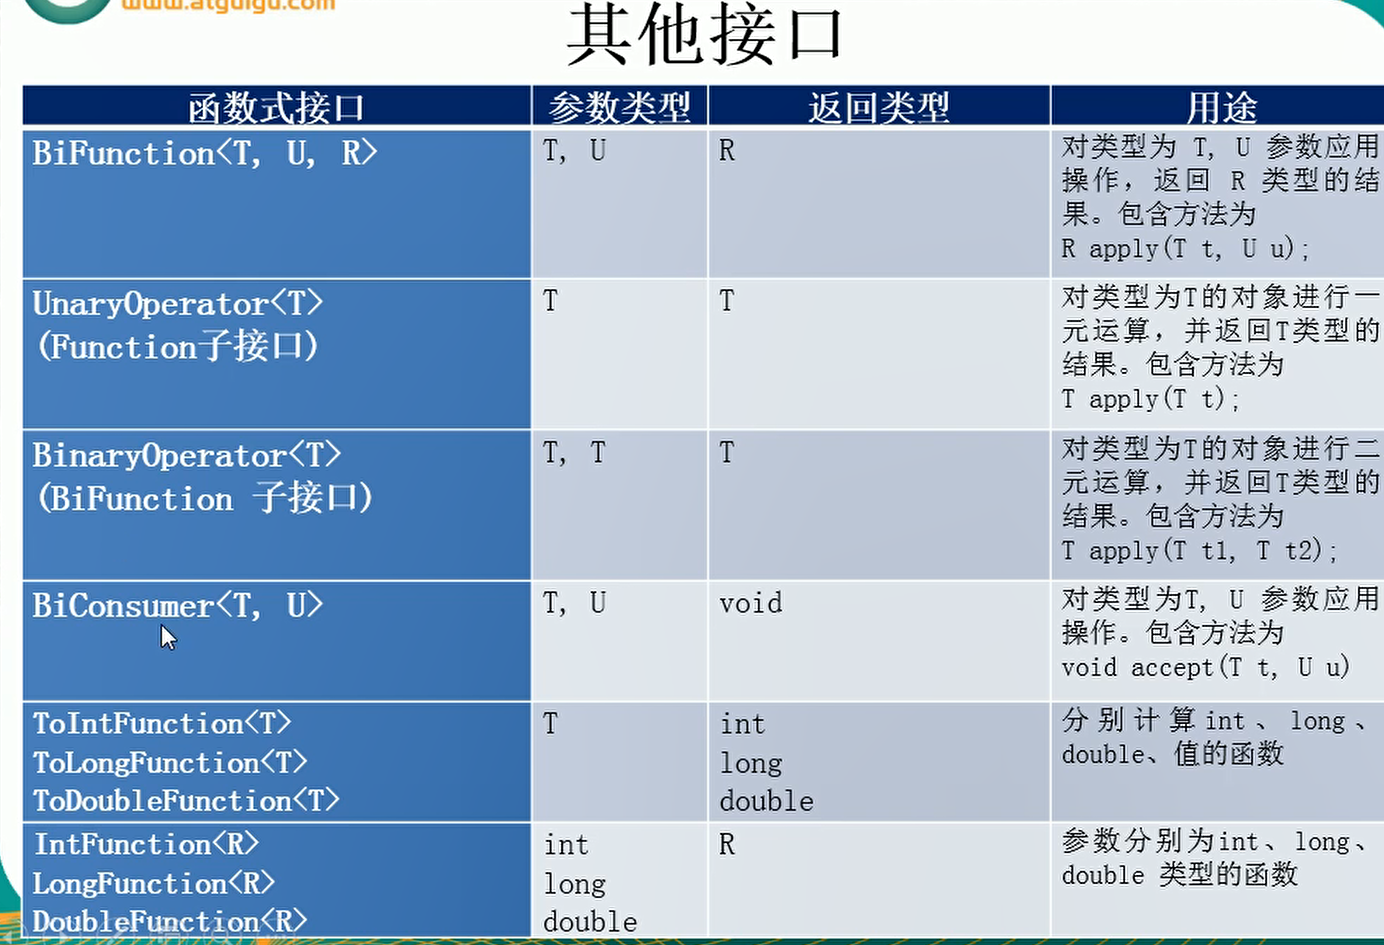 www.atguigu.com
其他接口
函数式接口 参数类型 返回类型 用途
BiFunction<T, U, R> T, U R 对类型为 T, U 参数应用
操作，返回 R 类型的结
果。包含方法为
R apply(T t, U u);
UnaryOperator<T> T T 对类型为T的对象进行一
(Function子接口) 元运算，并返回T类型的
结果。包含方法为
T apply(T t);
BinaryOperator<T> T, T T 对类型为T的对象进行二
(BiFunction 子接口) 元运算，并返回T类型的
结果。包含方法为
T apply(T t1, T t2);
BiConsumer<T, U> T, U void 对类型为T, U 参数应用
操作。包含方法为
void accept(T t, U u)
ToIntFunction<T> T int 分别计算int、long、
ToLongFunction<T> long double、值的函数
ToDoubleFunction<T> double
IntFunction<R> int R 参数分别为int、long、
LongFunction<R> long double 类型的函数
DoubleFunction<R> double